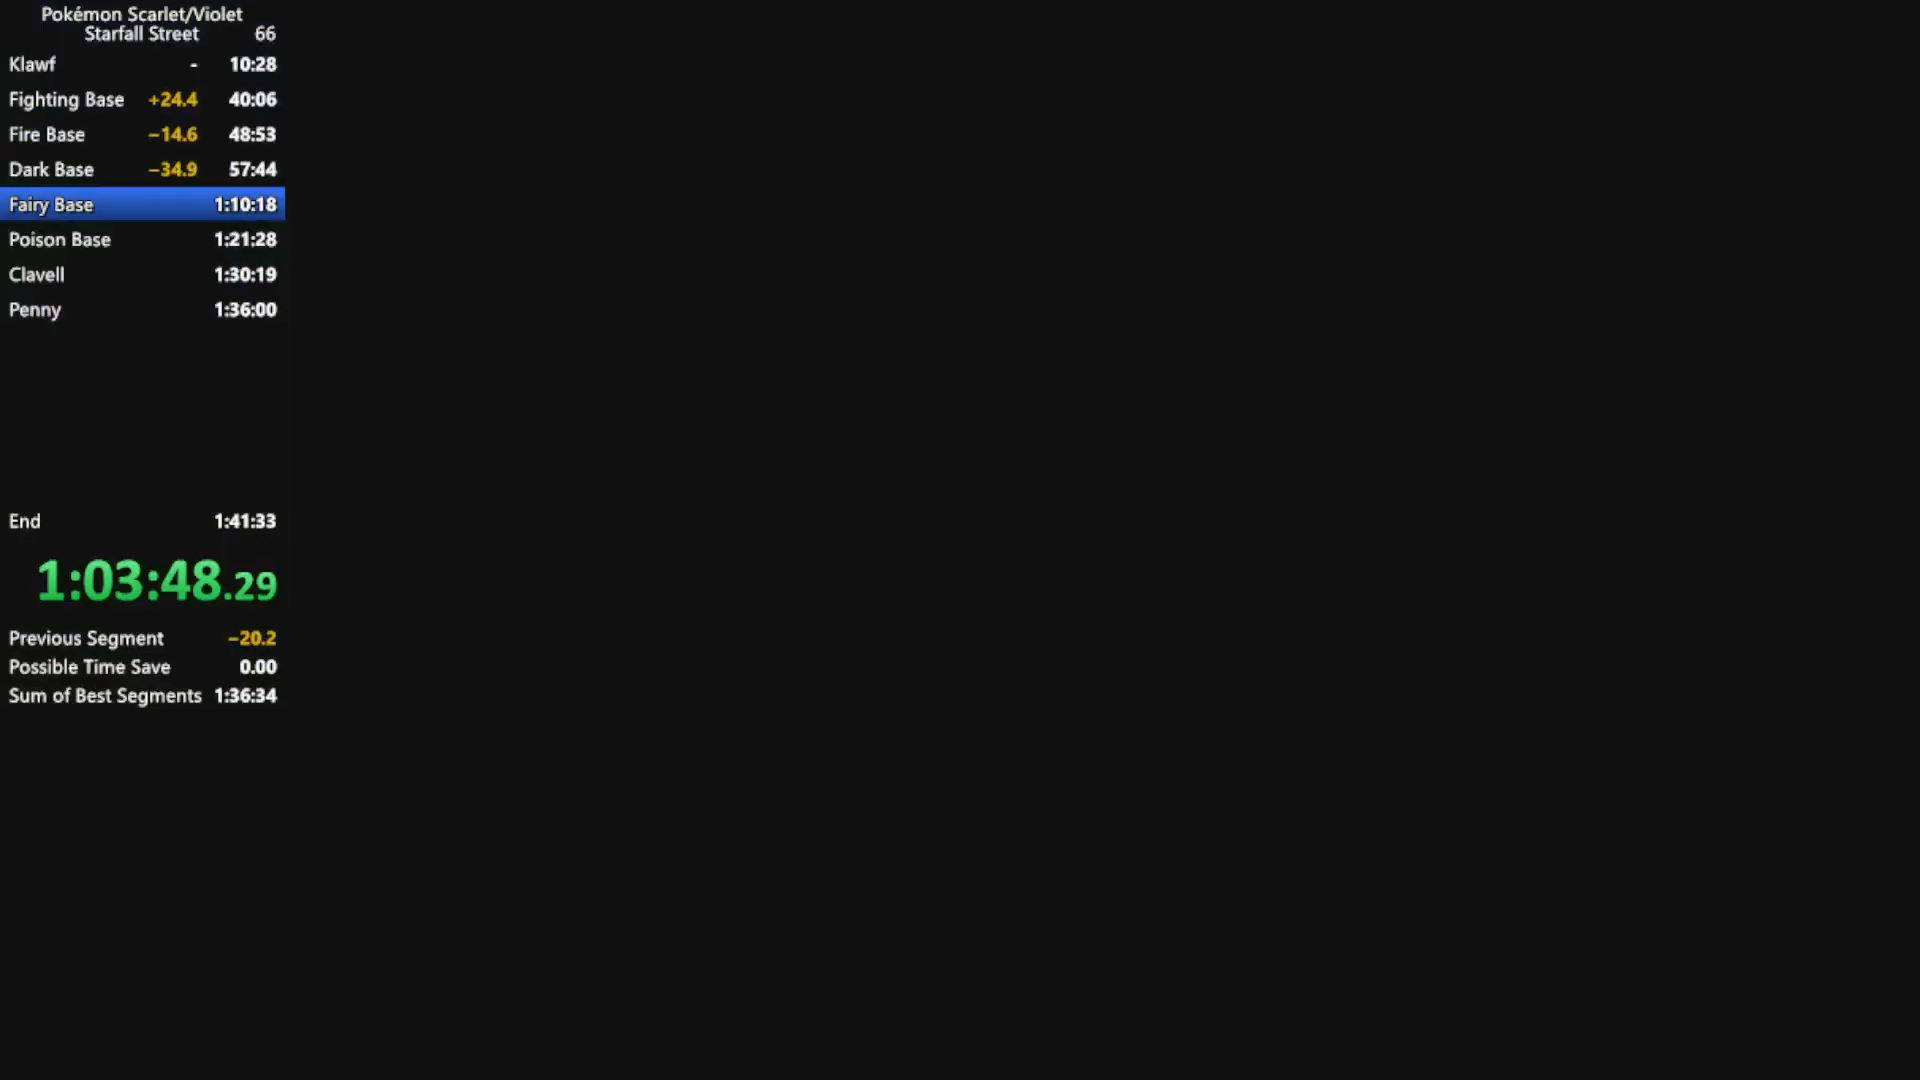 Pokémon Scarlet/Violet
Starfall Street 66
Klawf - 10:28
Fighting Base +24.4 40:06
Fire Base −14.6 48:53
Dark Base −34.9 57:44
Fairy Base 1:10:18
Poison Base 1:21:28
Clavell 1:30:19
Penny 1:36:00
End 1:41:33
1:03:48.29
Previous Segment −20.2
Possible Time Save 0.00
Sum of Best Segments 1:36:34